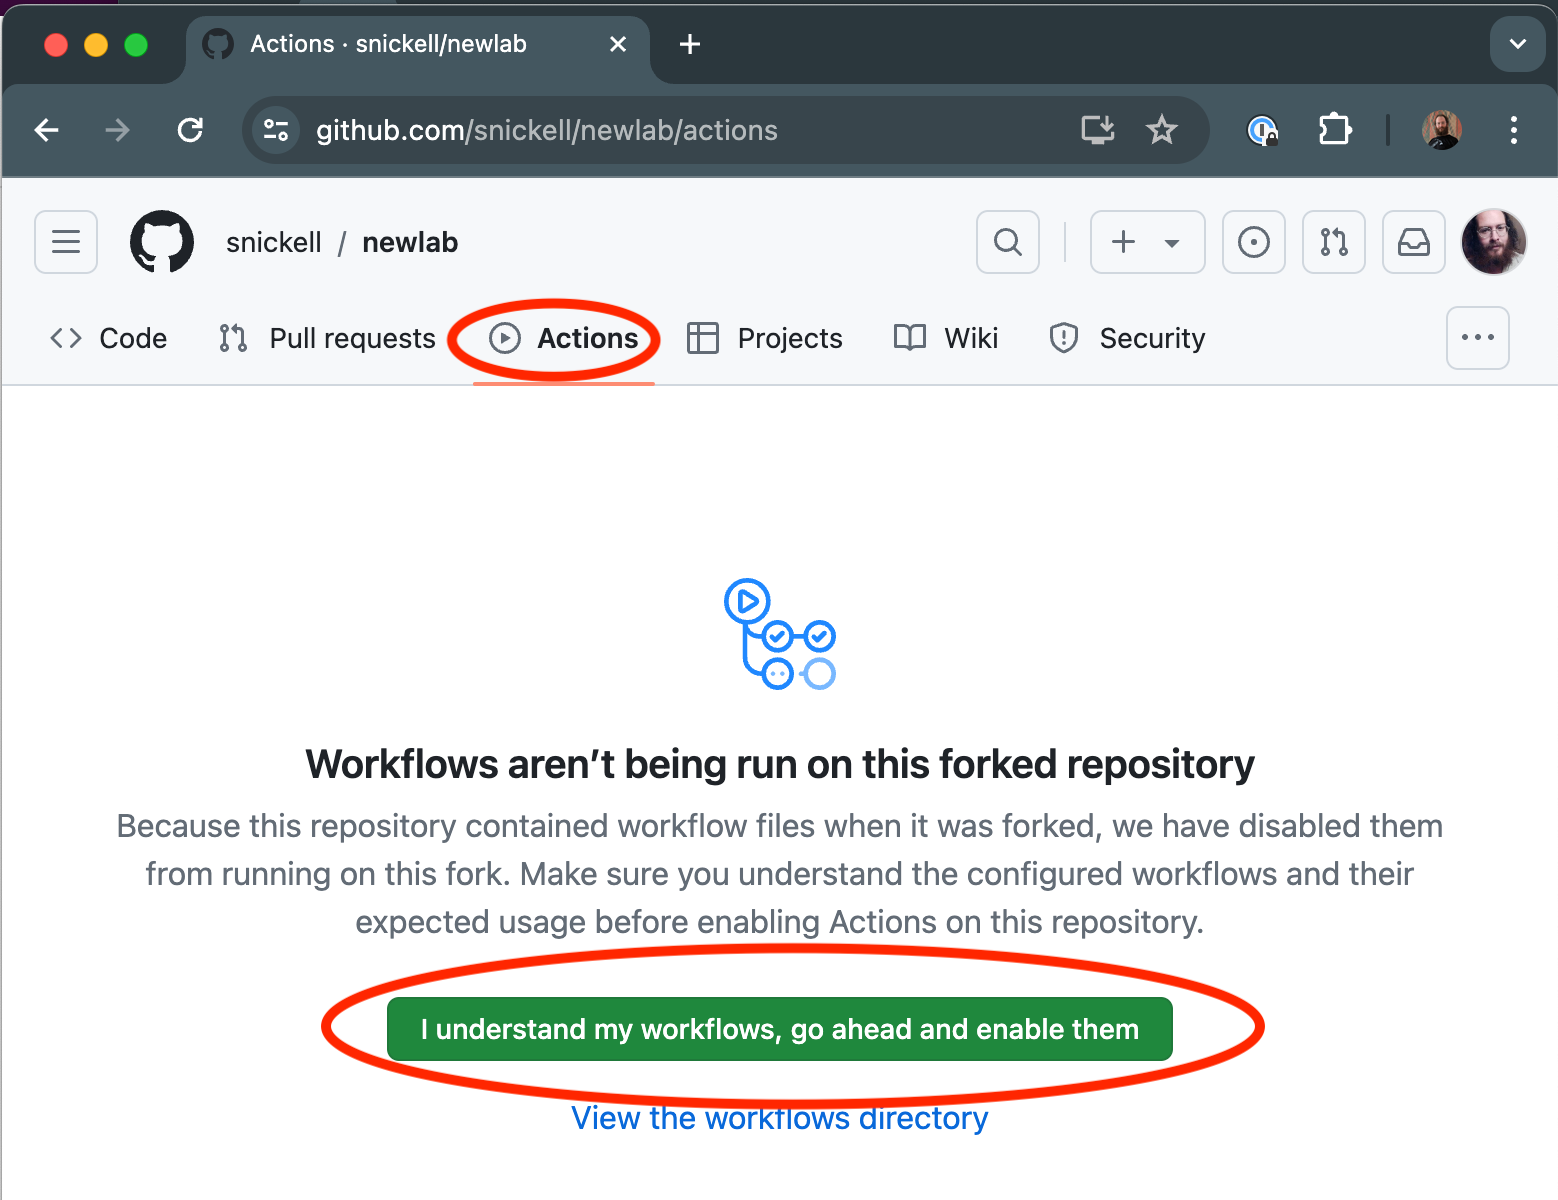 Actions · snickell/newlab
github.com/snickell/newlab/actions
snickell / newlab
Code Pull requests Actions Projects Wiki Security
Workflows aren’t being run on this forked repository
Because this repository contained workflow files when it was forked, we have disabled them
from running on this fork. Make sure you understand the configured workflows and their
expected usage before enabling Actions on this repository.
I understand my workflows, go ahead and enable them
View the workflows directory